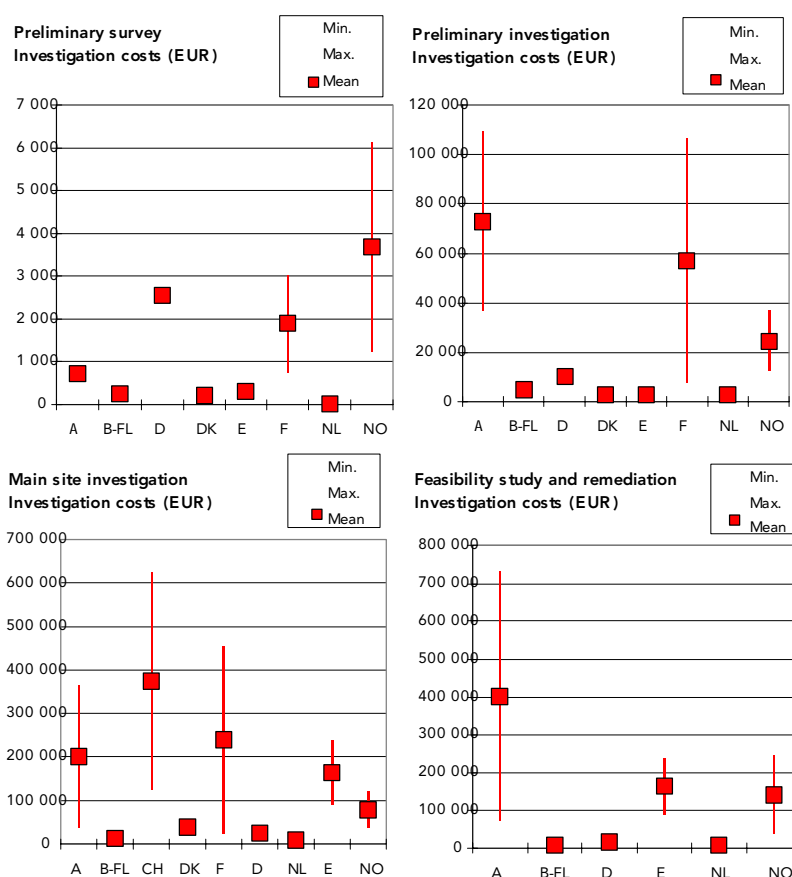 Preliminary survey
Investigation costs (EUR)
Min.
Max.
Mean
7 000
6 000
5 000
4 000
3 000
2 000
1 000
0
A B-FL D DK E F NL NO
Preliminary investigation
Investigation costs (EUR)
Min.
Max.
Mean
120 000
100 000
80 000
60 000
40 000
20 000
0
A B-FL D DK E F NL NO
Main site investigation
Investigation costs (EUR)
Min.
Max.
Mean
700 000
600 000
500 000
400 000
300 000
200 000
100 000
0
A B-FL CH DK F D NL E NO
Feasibility study and remediation
Investigation costs (EUR)
Min.
Max.
Mean
800 000
700 000
600 000
500 000
400 000
300 000
200 000
100 000
0
A B-FL D E NL NO